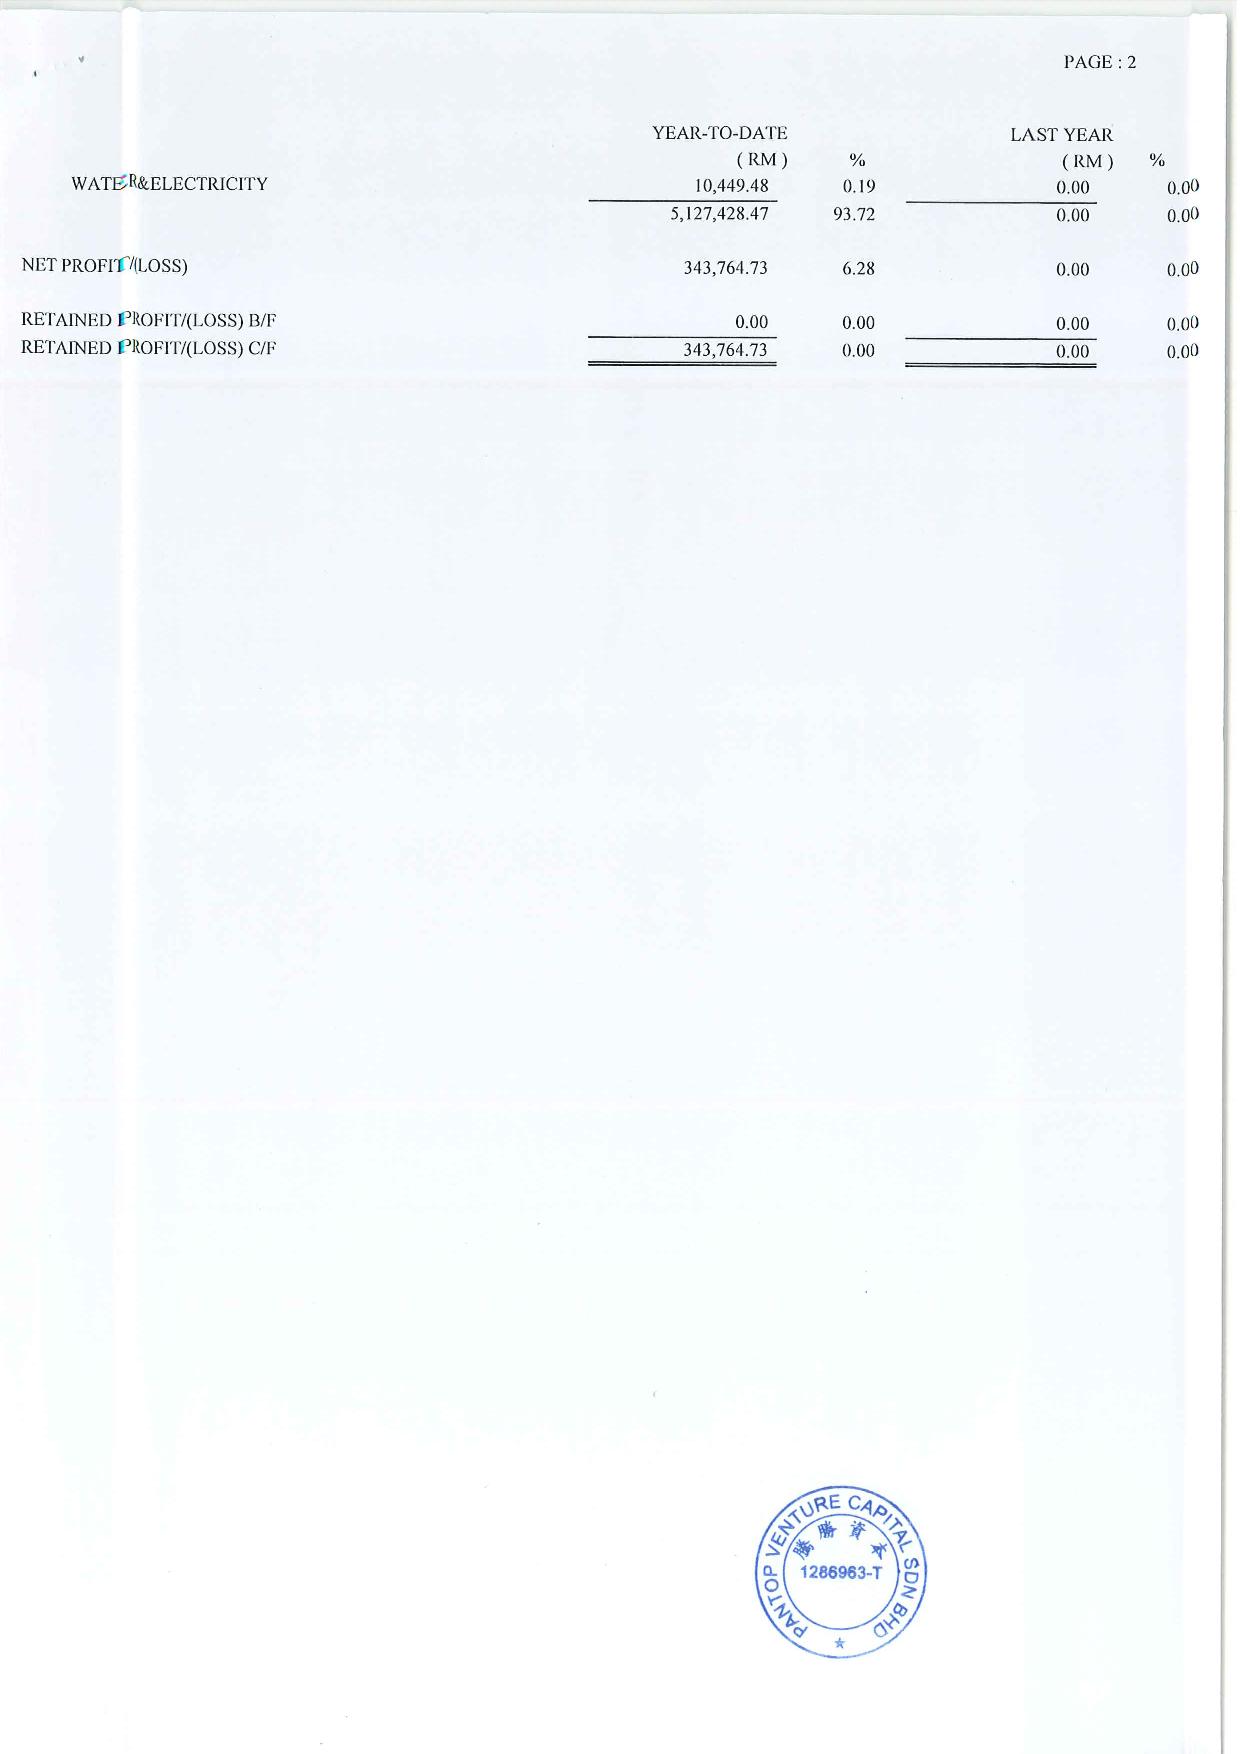 PAGE : 2
YEAR-TO-DATE LAST YEAR
( RM ) % ( RM ) %
WATER&ELECTRICITY 10,449.48 0.19 0.00 0.00
5,127,428.47 93.72 0.00 0.00
NET PROFIT/(LOSS) 343,764.73 6.28 0.00 0.00
RETAINED PROFIT/(LOSS) B/F 0.00 0.00 0.00 0.00
RETAINED PROFIT/(LOSS) C/F 343,764.73 0.00 0.00 0.00
PANTOP VENTURE CAPITAL SDN BHD
騰勝資本
1286963-T